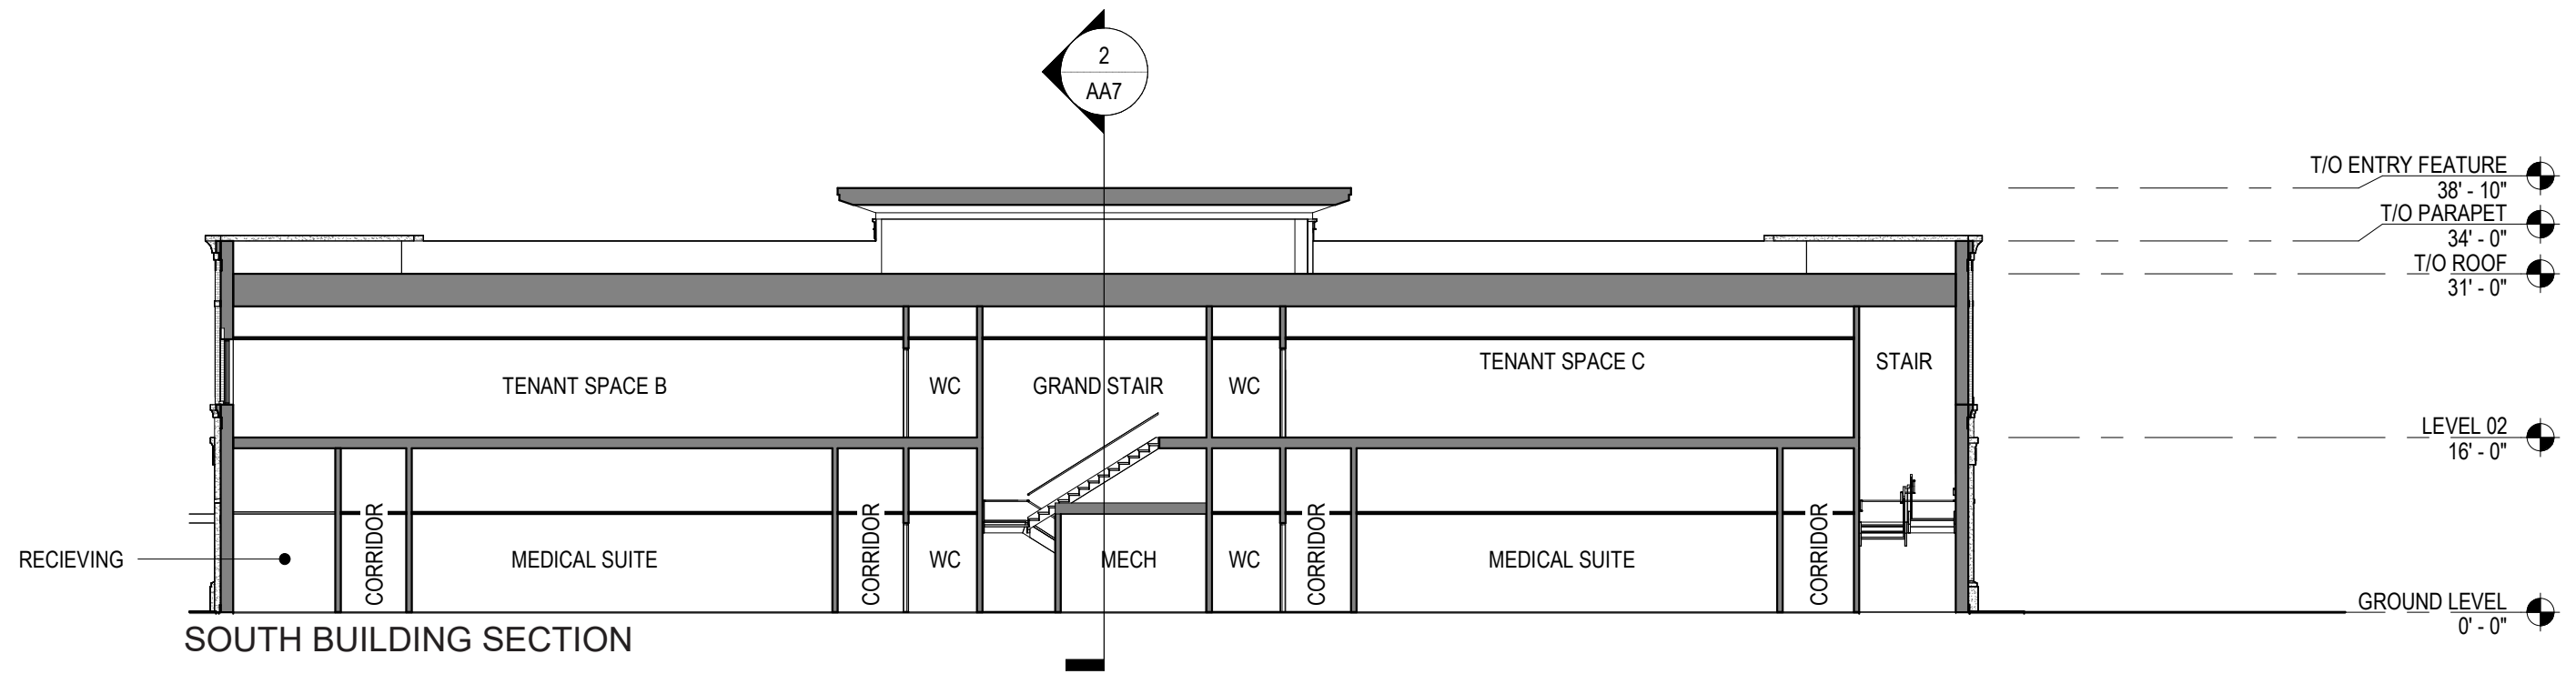 2
AA7
T/O ENTRY FEATURE
38' - 10"
T/O PARAPET
34' - 0"
T/O ROOF
31' - 0"
TENANT SPACE B
WC
GRAND STAIR
WC
TENANT SPACE C
STAIR
LEVEL 02
16' - 0"
RECIEVING
CORRIDOR
MEDICAL SUITE
CORRIDOR
WC
MECH
WC
CORRIDOR
MEDICAL SUITE
CORRIDOR
GROUND LEVEL
0' - 0"
SOUTH BUILDING SECTION